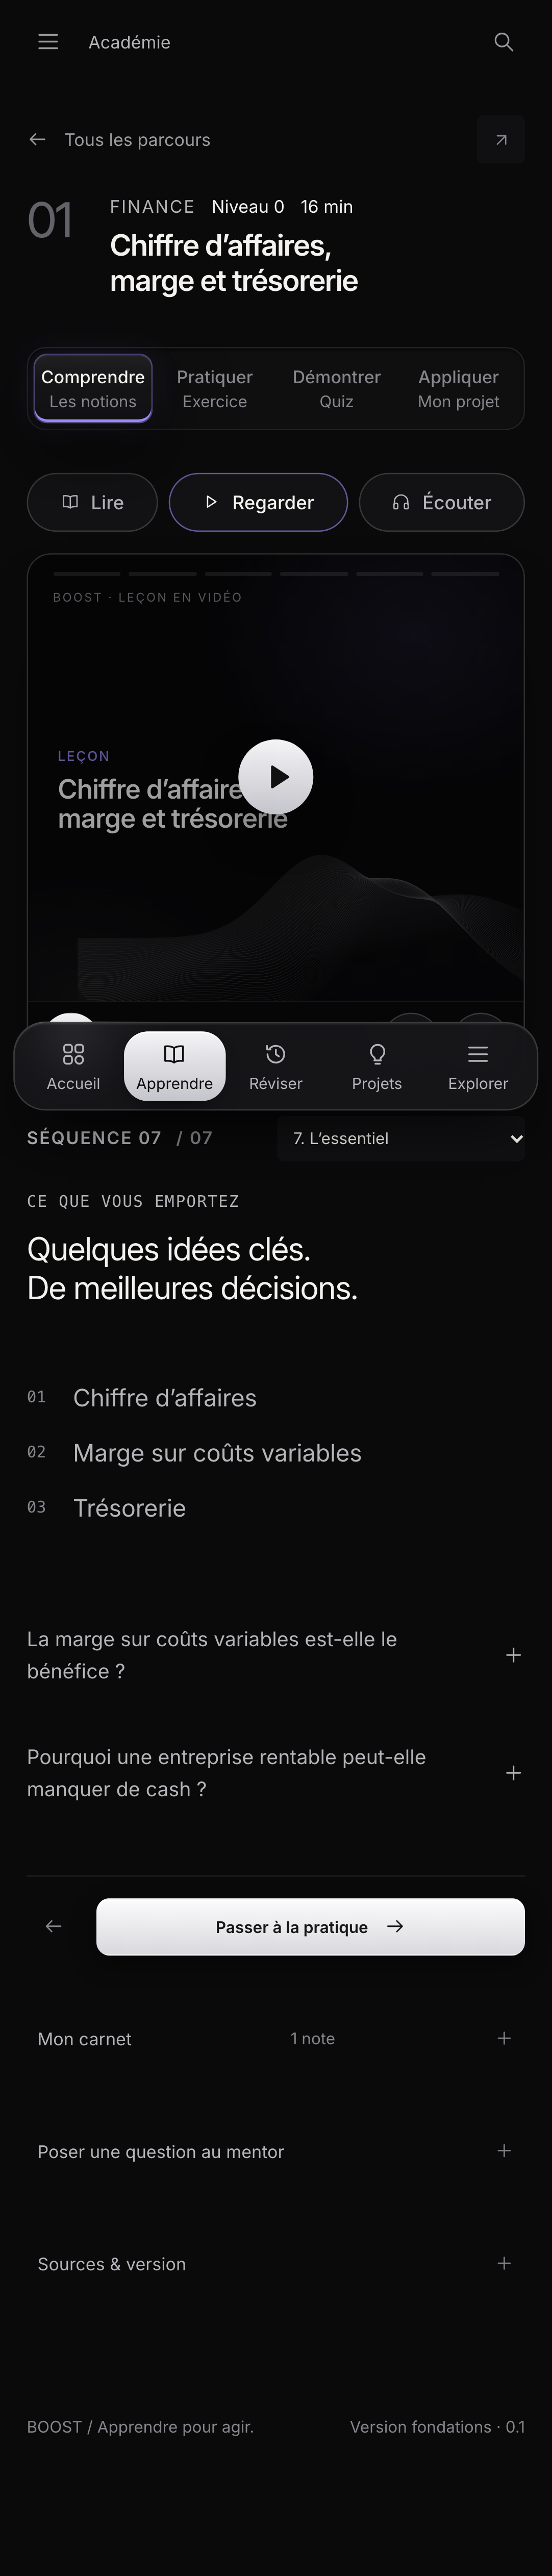 Académie
Tous les parcours
01
FINANCE Niveau 0 16 min
Chiffre d’affaires,
marge et trésorerie
Comprendre Pratiquer Démontrer Appliquer
Les notions Exercice Quiz Mon projet
Lire Regarder Écouter
BOOST · LEÇON EN VIDÉO
LEÇON
Chiffre d’affaire
marge et trésorerie
Accueil Apprendre Réviser Projets Explorer
SÉQUENCE 07 / 07 7. L’essentiel
CE QUE VOUS EMPORTEZ
Quelques idées clés.
De meilleures décisions.
01 Chiffre d’affaires
02 Marge sur coûts variables
03 Trésorerie
La marge sur coûts variables est-elle le
bénéfice ?
Pourquoi une entreprise rentable peut-elle
manquer de cash ?
Passer à la pratique
Mon carnet 1 note
Poser une question au mentor
Sources & version
BOOST / Apprendre pour agir. Version fondations · 0.1